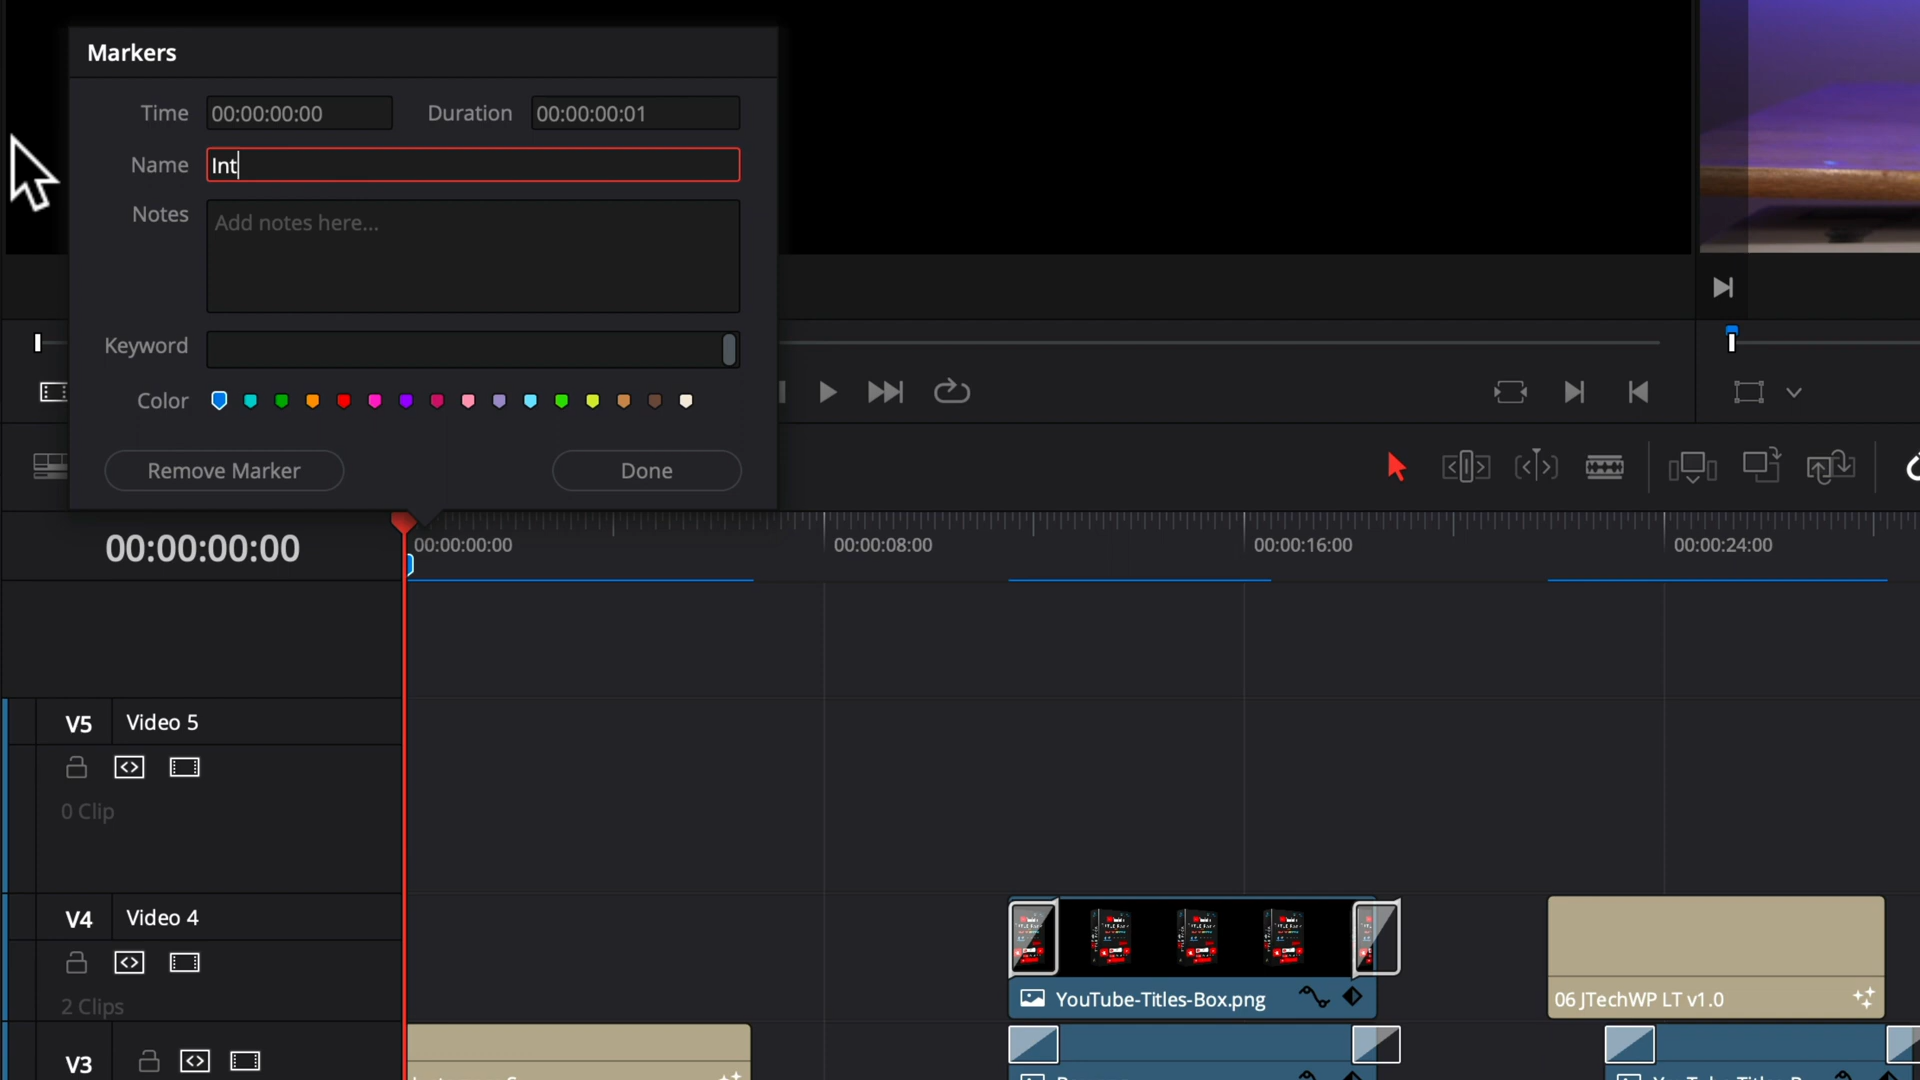 Markers
Time 00:00:00:00 Duration 00:00:00:01
Name Int
Notes Add notes here...
Keyword
Color
Remove Marker Done
00:00:00:00 00:00:00:00 00:00:08:00 00:00:16:00 00:00:24:00
V5 Video 5
0 Clip
V4 Video 4
2 Clips
YouTube-Titles-Box.png
06 JTechWP LT v1.0
V3